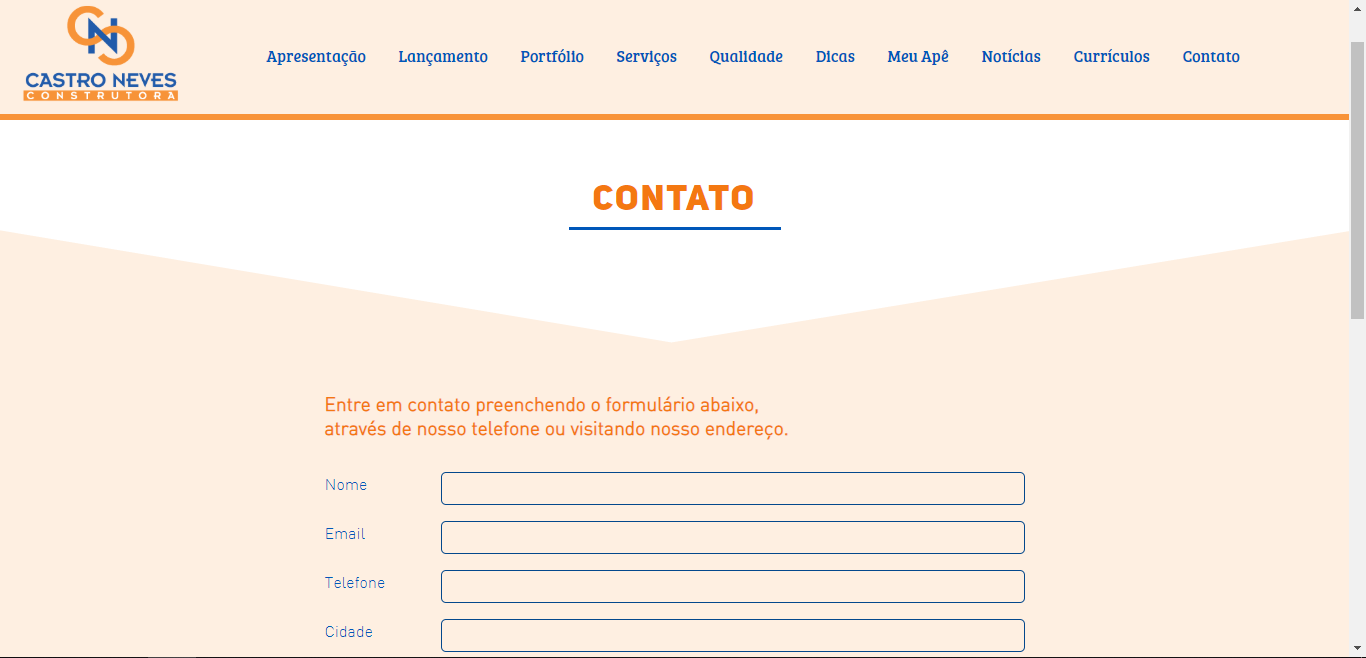 CN
CASTRO NEVES
CONSTRUTORA
Apresentação Lançamento Portfólio Serviços Qualidade Dicas Meu Apê Notícias Currículos Contato
CONTATO
Entre em contato preenchendo o formulário abaixo,
através de nosso telefone ou visitando nosso endereço.
Nome
Email
Telefone
Cidade